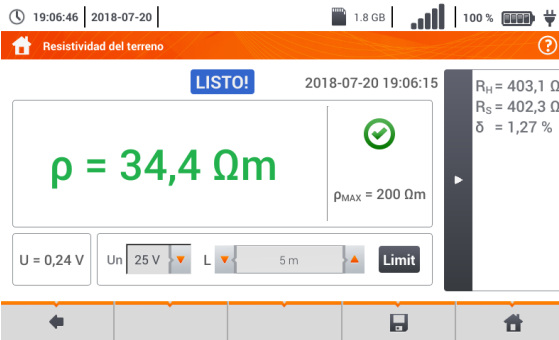 19:06:46 2018-07-20 1.8 GB 100 %
Resistividad del terreno ?
LISTO! 2018-07-20 19:06:15
ρ = 34,4 Ωm
ρMAX = 200 Ωm
RH = 403,1 Ω
RS = 402,3 Ω
δ = 1,27 %
U = 0,24 V Un 25 V L 5 m Limit